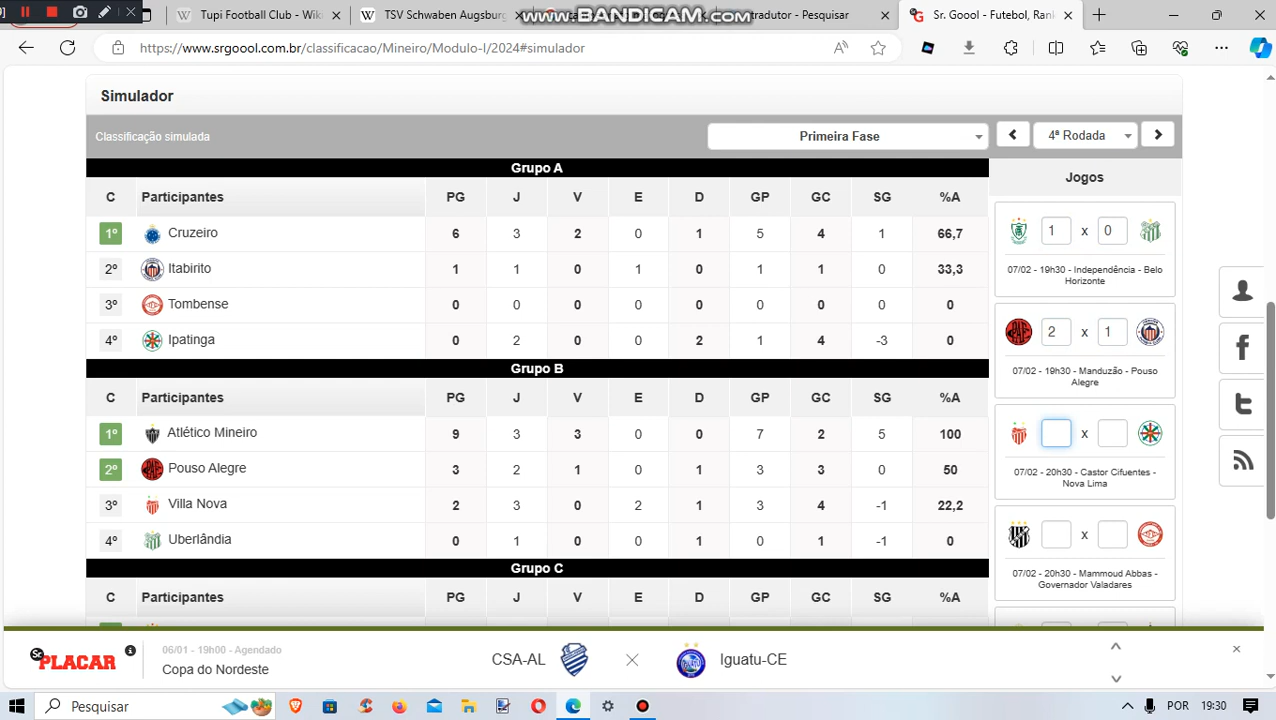 Tupi Football Club - Wiki
TSV Schwaben Augsburg
www.BANDICAM.com
tradutor - Pesquisar
Sr. Goool - Futebol, Ran
https://www.srgoool.com.br/classificacao/Mineiro/Modulo-I/2024#simulador
Simulador
Classificação simulada
Primeira Fase
4ª Rodada
Grupo A
Jogos
C Participantes PG J V E D GP GC SG %A
1º Cruzeiro 6 3 2 0 1 5 4 1 66,7
2º Itabirito 1 1 0 1 0 1 1 0 33,3
3º Tombense 0 0 0 0 0 0 0 0 0
4º Ipatinga 0 2 0 0 2 1 4 -3 0
Grupo B
C Participantes PG J V E D GP GC SG %A
1º Atlético Mineiro 9 3 3 0 0 7 2 5 100
2º Pouso Alegre 3 2 1 0 1 3 3 0 50
3º Villa Nova 2 3 0 2 1 3 4 -1 22,2
4º Uberlândia 0 1 0 0 1 0 1 -1 0
Grupo C
C Participantes PG J V E D GP GC SG %A
1 x 0
07/02 - 19h30 - Independência - Belo
Horizonte
2 x 1
07/02 - 19h30 - Manduzão - Pouso
Alegre
x
07/02 - 20h30 - Castor Cifuentes -
Nova Lima
x
07/02 - 20h30 - Mammoud Abbas -
Governador Valadares
Sr PLACAR
06/01 - 19h00 - Agendado
Copa do Nordeste
CSA-AL
Iguatu-CE
Pesquisar
POR
19:30